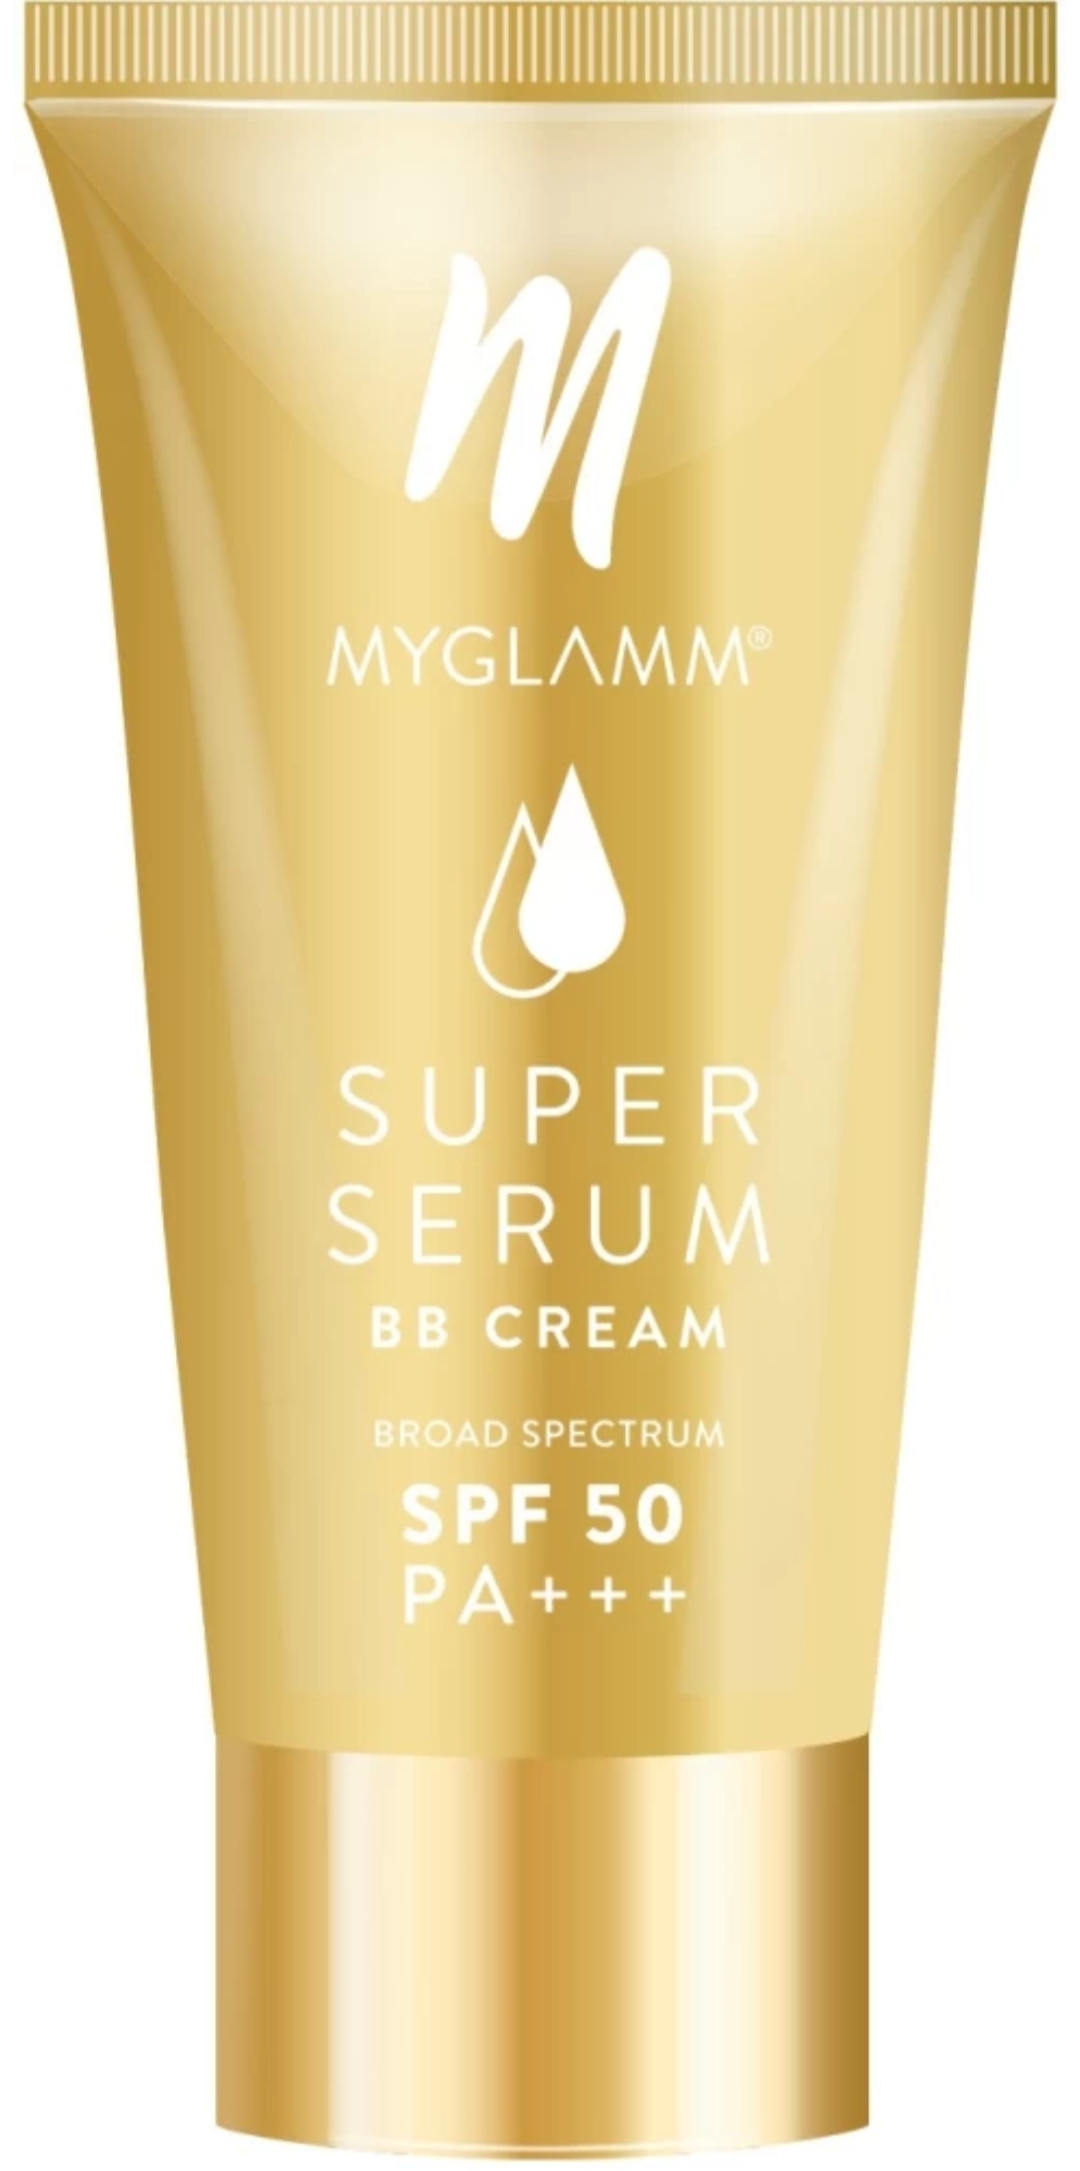 m
MYGLAMM®
SUPER
SERUM
BB CREAM
BROAD SPECTRUM
SPF 50
PA+++